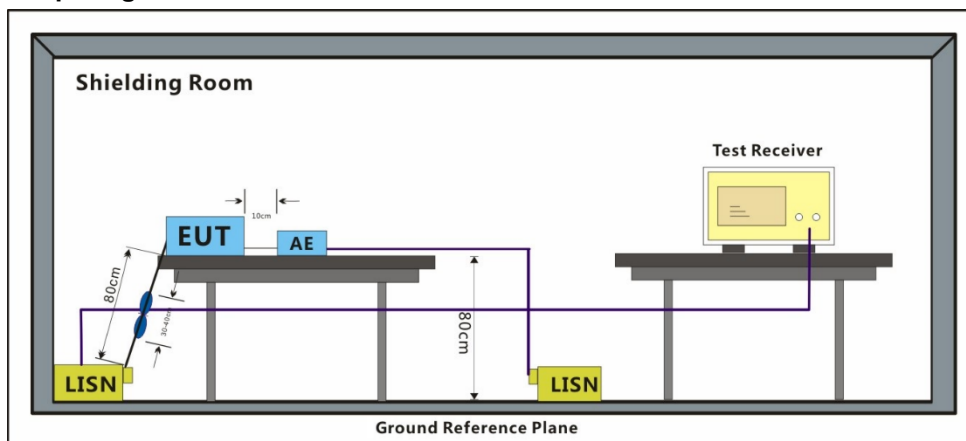 Shielding Room
Test Receiver
10cm
EUT
AE
80cm
30-40cm
80cm
LISN
LISN
Ground Reference Plane